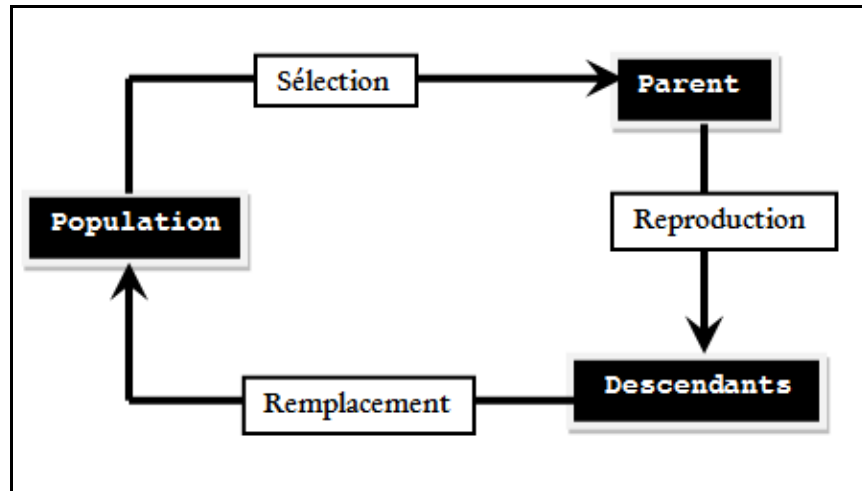 Sélection
Parent
Population
Reproduction
Descendants
Remplacement